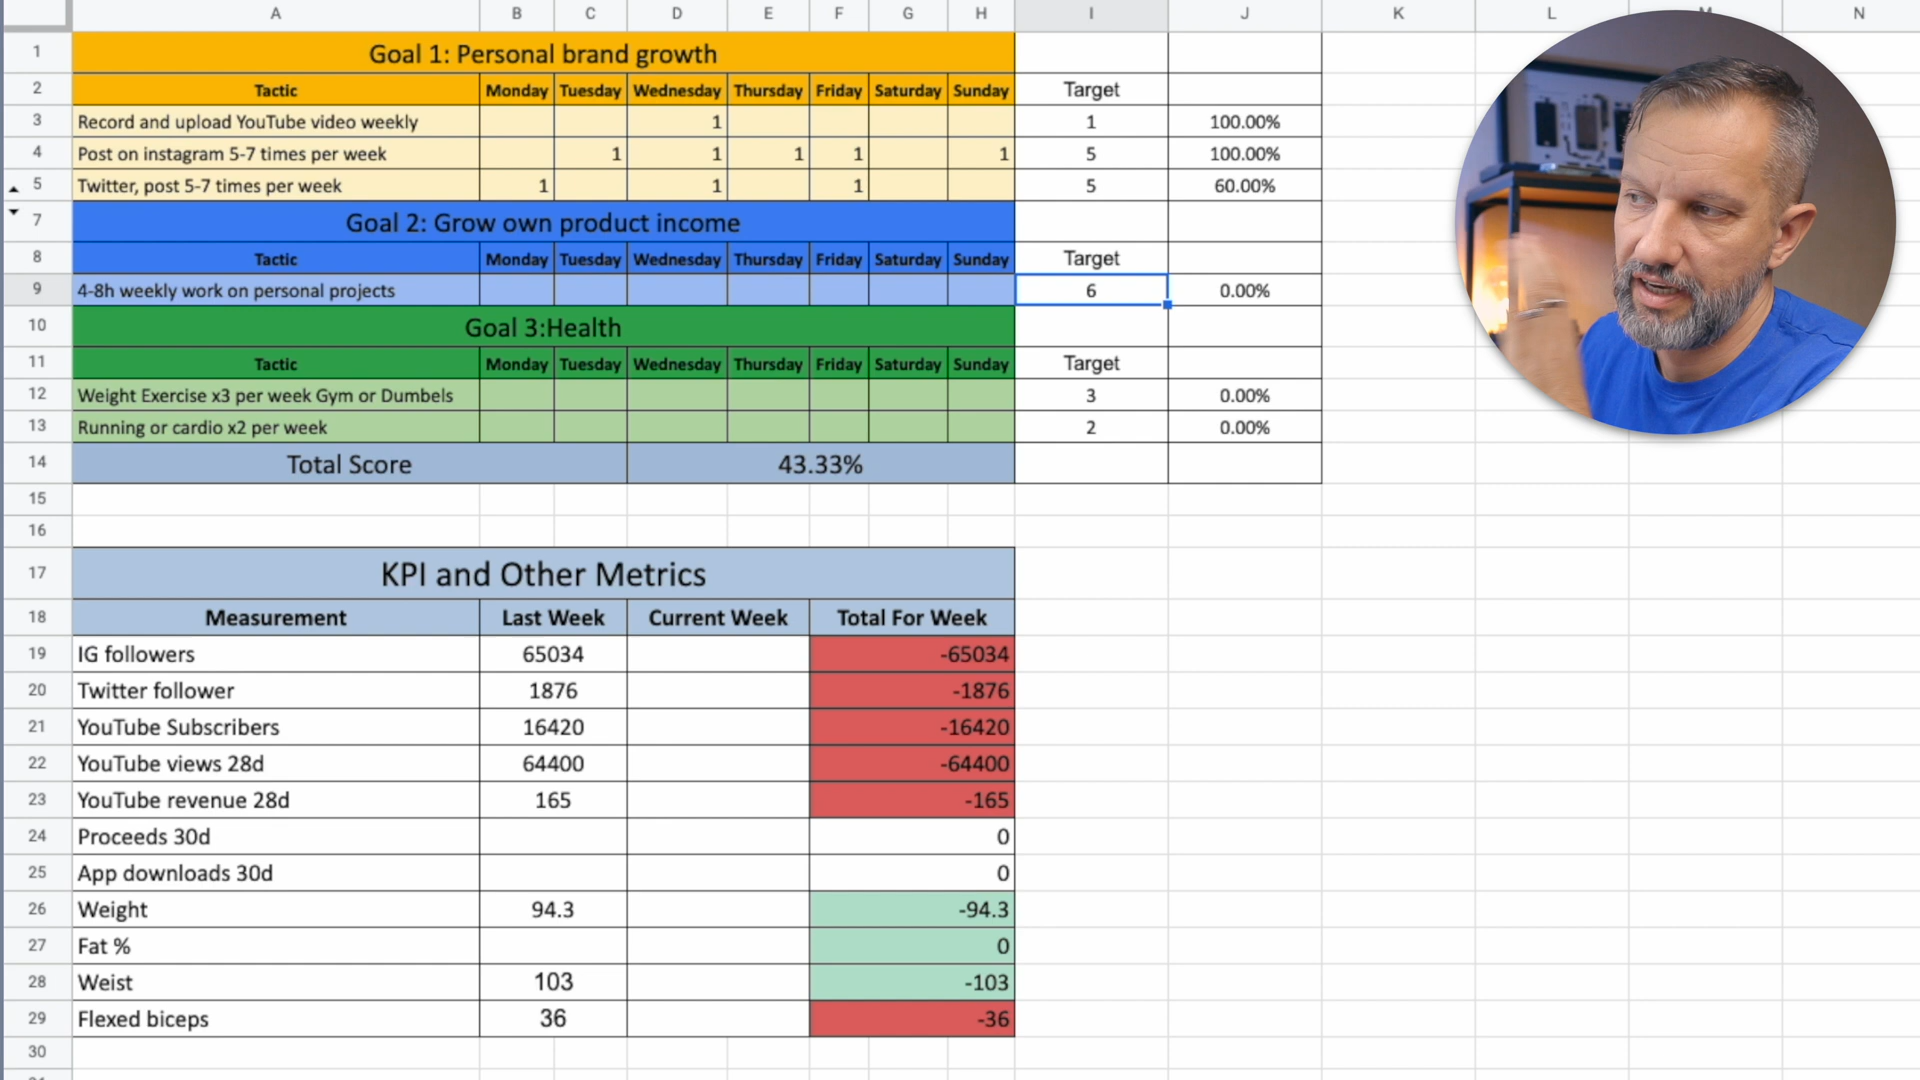 A B C D E F G H I J K L M N
1 Goal 1: Personal brand growth
2 Tactic Monday Tuesday Wednesday Thursday Friday Saturday Sunday Target
3 Record and upload YouTube video weekly 1 1 100.00%
4 Post on instagram 5-7 times per week 1 1 1 1 1 5 100.00%
5 Twitter, post 5-7 times per week 1 1 1 5 60.00%
7 Goal 2: Grow own product income
8 Tactic Monday Tuesday Wednesday Thursday Friday Saturday Sunday Target
9 4-8h weekly work on personal projects 6 0.00%
10 Goal 3:Health
11 Tactic Monday Tuesday Wednesday Thursday Friday Saturday Sunday Target
12 Weight Exercise x3 per week Gym or Dumbels 3 0.00%
13 Running or cardio x2 per week 2 0.00%
14 Total Score 43.33%
15
16
17 KPI and Other Metrics
18 Measurement Last Week Current Week Total For Week
19 IG followers 65034 -65034
20 Twitter follower 1876 -1876
21 YouTube Subscribers 16420 -16420
22 YouTube views 28d 64400 -64400
23 YouTube revenue 28d 165 -165
24 Proceeds 30d 0
25 App downloads 30d 0
26 Weight 94.3 -94.3
27 Fat % 0
28 Weist 103 -103
29 Flexed biceps 36 -36
30